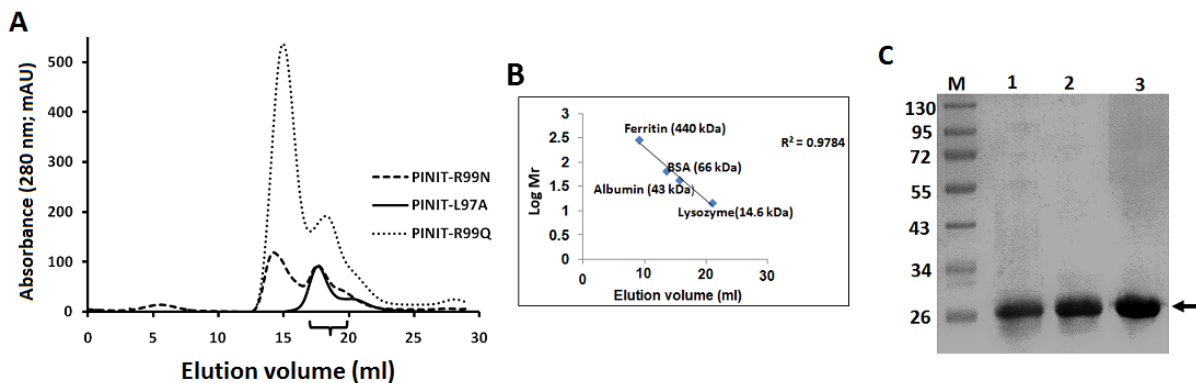 A
Absorbance (280 nm; mAU)
500
400
300
200
100
0
0 5 10 15 20 25 30
Elution volume (ml)
PINIT-R99N
PINIT-L97A
PINIT-R99Q
B
Log Mr
3
2.5
2
1.5
1
0.5
0
0 10 20 30
Elution volume (ml)
Ferritin (440 kDa)
R² = 0.9784
BSA (66 kDa)
Albumin (43 kDa)
Lysozyme(14.6 kDa)
C
M 1 2 3
130
95
72
55
43
34
26